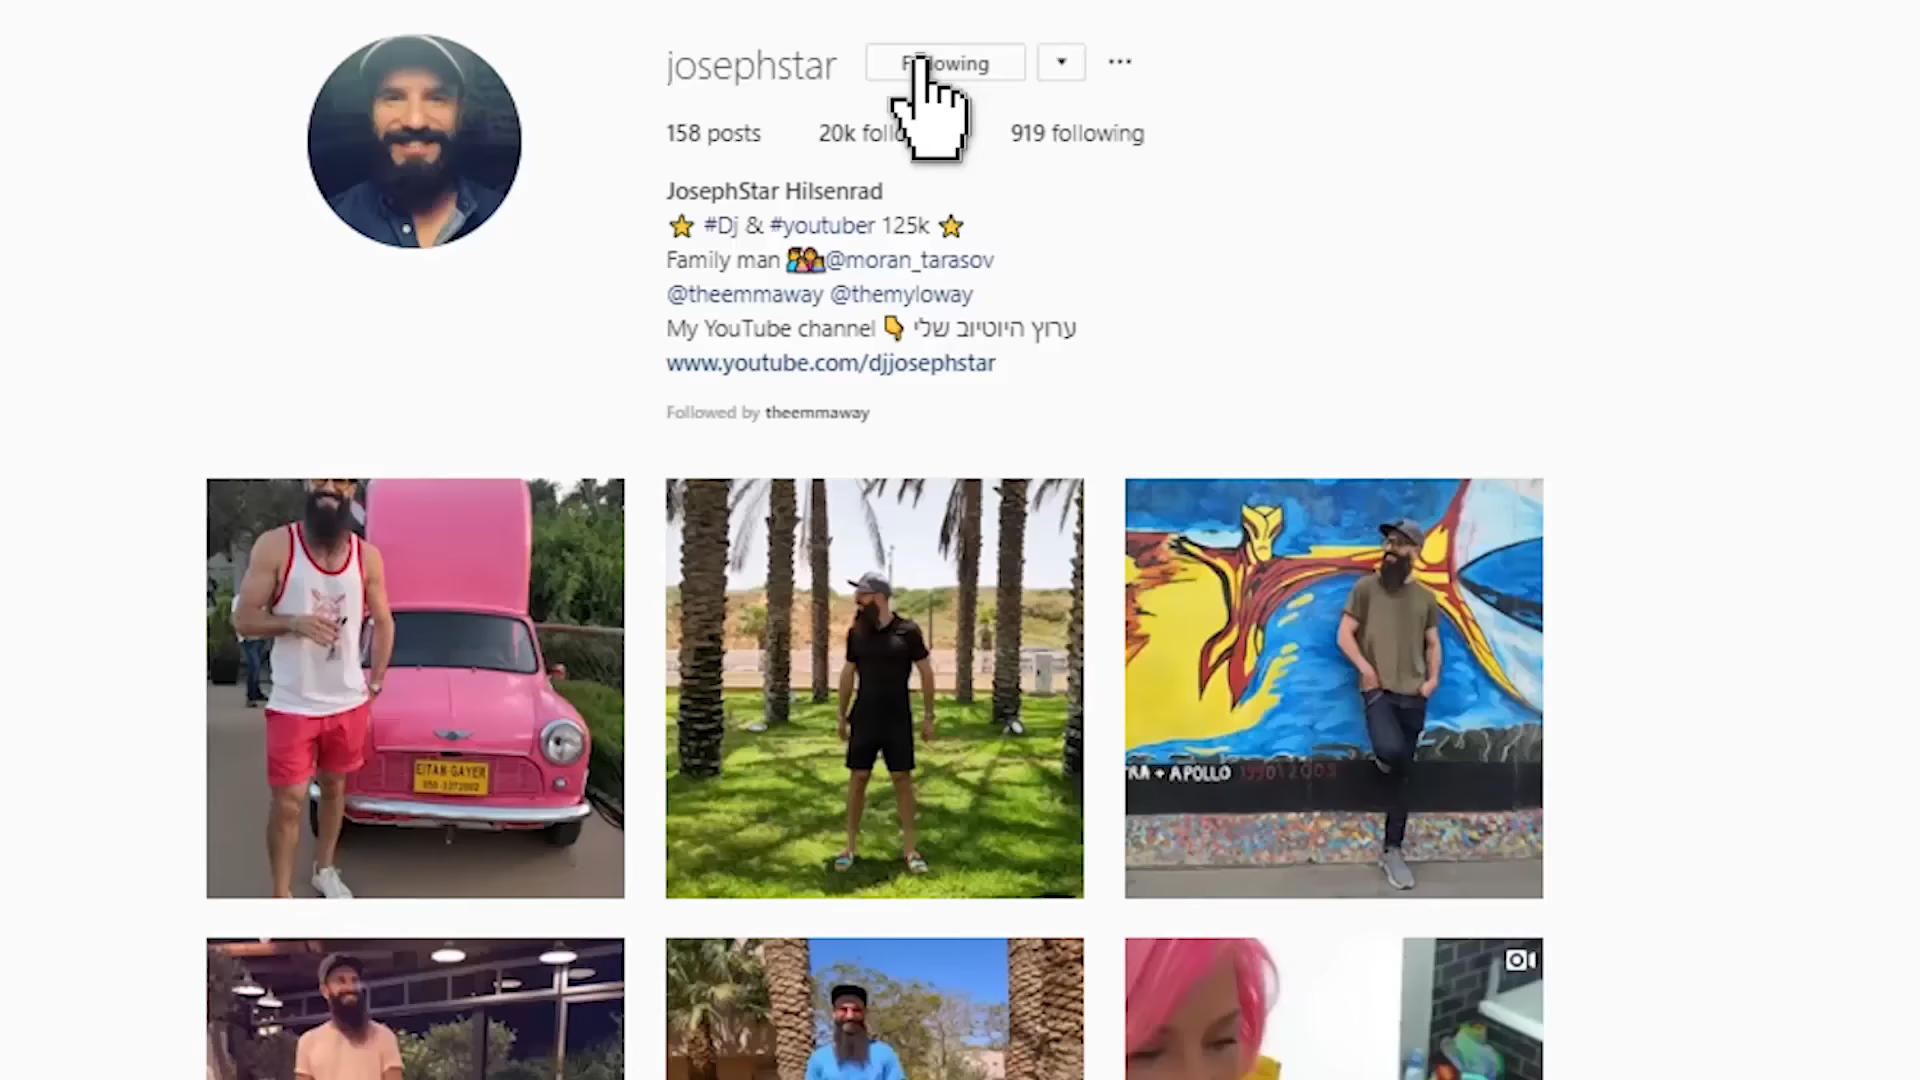 josephstar Following
158 posts 20k 919 following
JosephStar Hilsenrad
⭐ #Dj & #youtuber 125k ⭐
Family man 👨‍👩‍👧‍👦@moran_tarasov
@theemmaway @themyloway
My YouTube channel 👇 ערוץ היוטיוב שלי
www.youtube.com/djjosephstar
Followed by theemmaway
EITAN GAYER
+ APOLLO